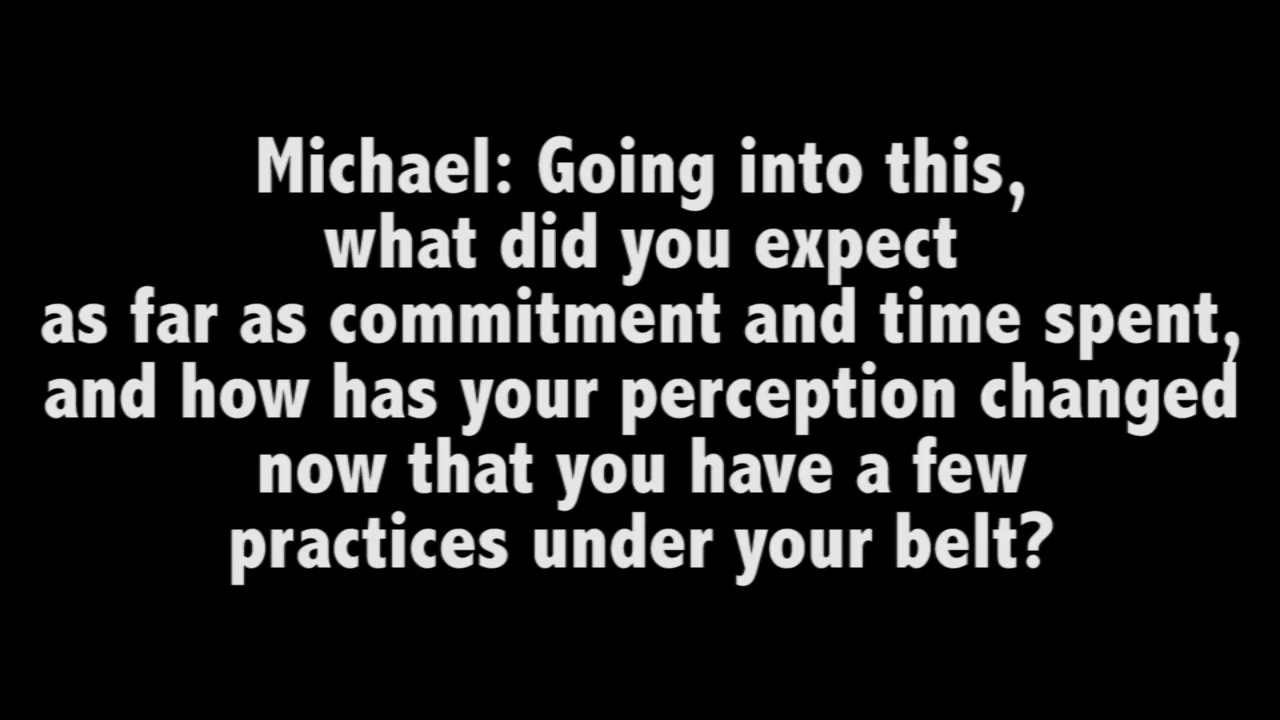 Michael: Going into this,
what did you expect
as far as commitment and time spent,
and how has your perception changed
now that you have a few
practices under your belt?